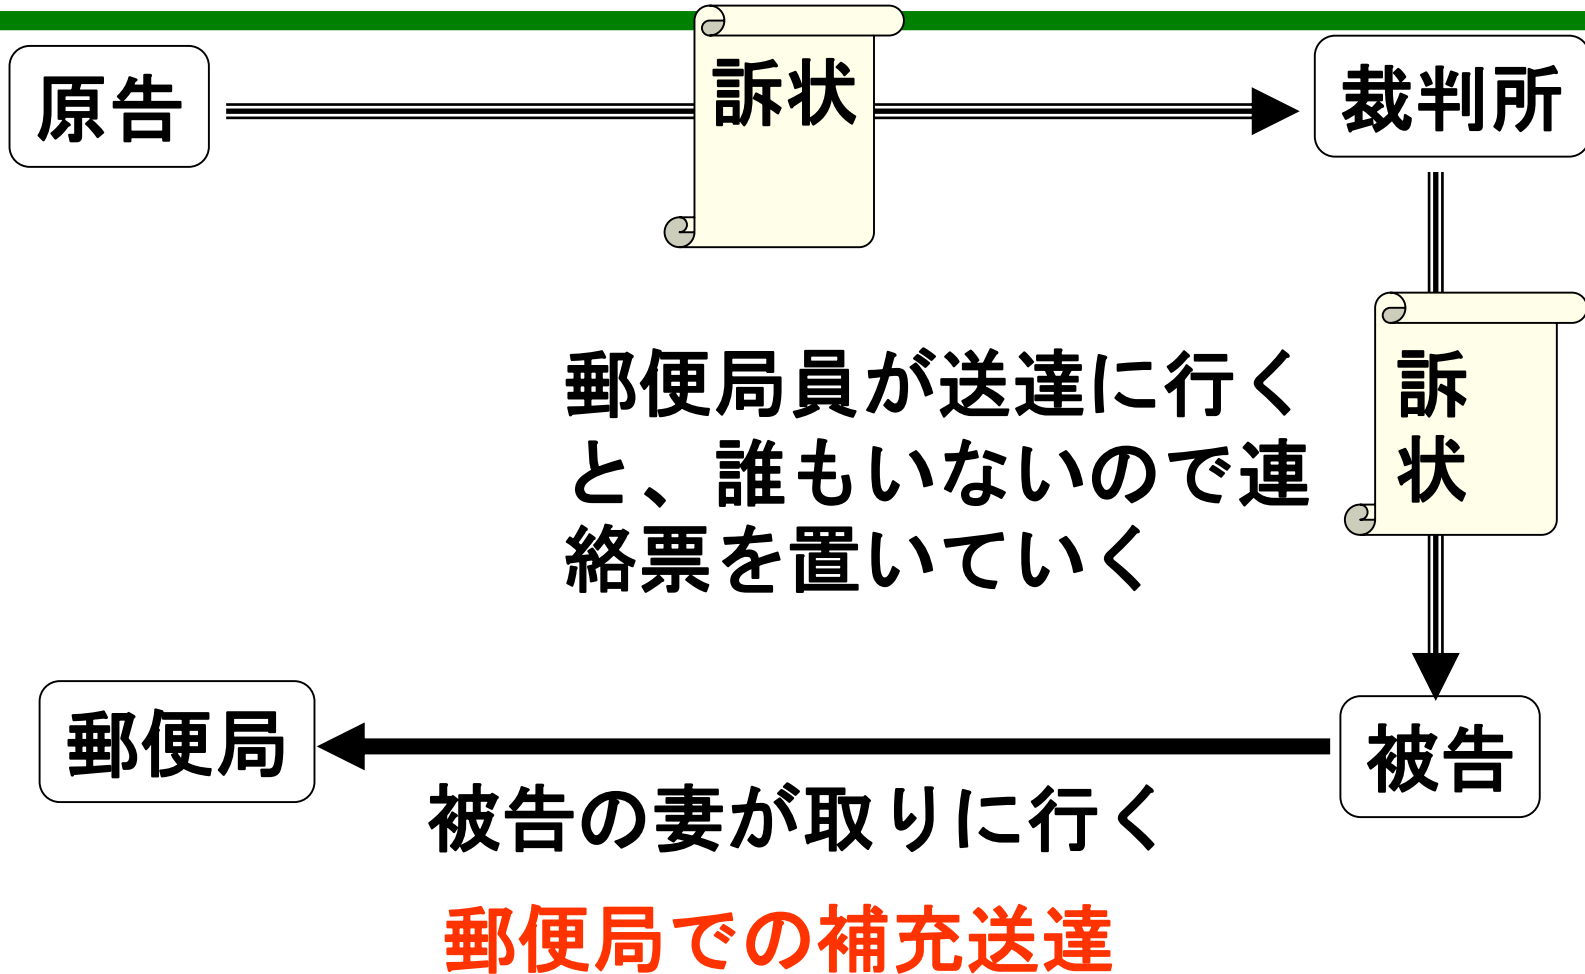 原告
訴状
裁判所
郵便局員が送達に行く
と、誰もいないので連
絡票を置いていく
訴
状
郵便局
被告
被告の妻が取りに行く
郵便局での補充送達